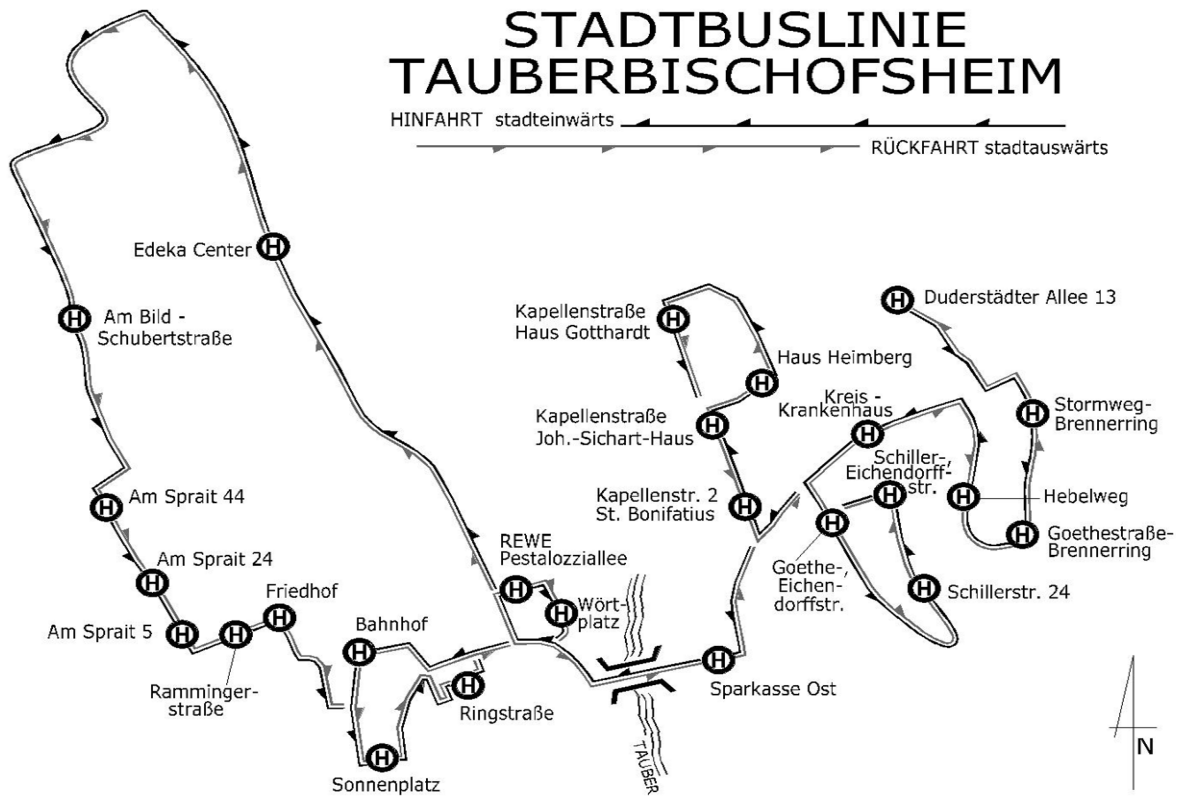 STADTBUSLINIE
TAUBERBISCHOFSHEIM
HINFAHRT stadteinwärts
RÜCKFAHRT stadtauswärts
Edeka Center
H
Am Bild -
Schubertstraße
H
Am Sprait 44
H
Am Sprait 24
H
Am Sprait 5
H
Ramminger-
straße
H
Friedhof
H
Bahnhof
H
Sonnenplatz
H
Ringstraße
H
REWE
Pestalozziallee
H
Wört-
platz
H
TAUBER
Sparkasse Ost
H
Kapellenstraße
Haus Gotthardt
H
Haus Heimberg
H
Kapellenstraße
Joh.-Sichart-Haus
H
Kapellenstr. 2
St. Bonifatius
H
Kreis -
Krankenhaus
H
Schiller-,
Eichendorff-
str.
H
Goethe-,
Eichen-
dorffstr.
H
Schillerstr. 24
H
Duderstädter Allee 13
H
Stormweg-
Brennerring
H
Hebelweg
H
Goethestraße-
Brennerring
H
N